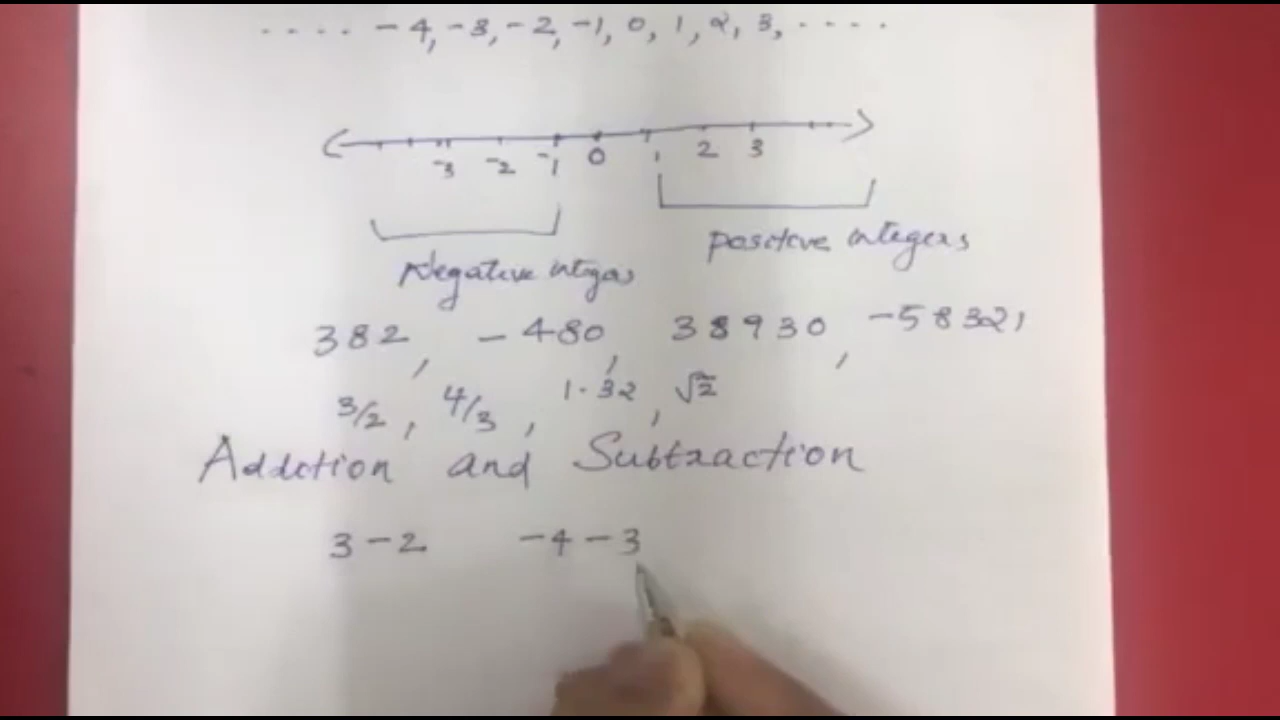 .... -4, -3, -2, -1, 0, 1, 2, 3, ....
-3 -2 -1 0 1 2 3
positive integers
Negative integers
382, -480, 38930, -58321,
3/2, 4/3, 1.32, √2
Addition and Subtraction
3-2 -4-3